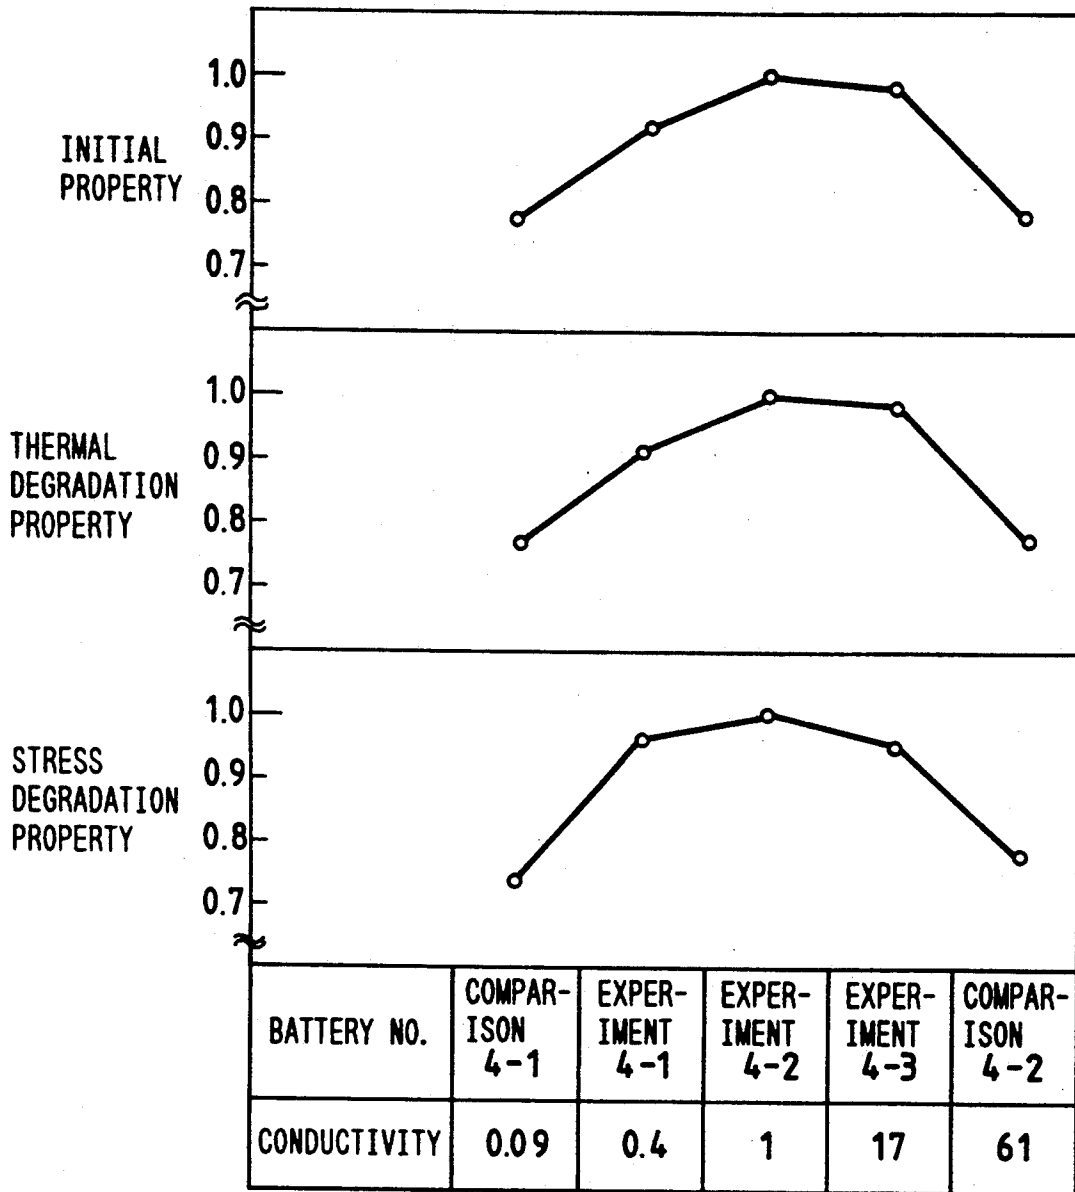 INITIAL
PROPERTY
1.0
0.9
0.8
0.7
THERMAL
DEGRADATION
PROPERTY
1.0
0.9
0.8
0.7
STRESS
DEGRADATION
PROPERTY
1.0
0.9
0.8
0.7
BATTERY NO.
COMPAR-
ISON
4-1
EXPER-
IMENT
4-1
EXPER-
IMENT
4-2
EXPER-
IMENT
4-3
COMPAR-
ISON
4-2
CONDUCTIVITY 0.09 0.4 1 17 61